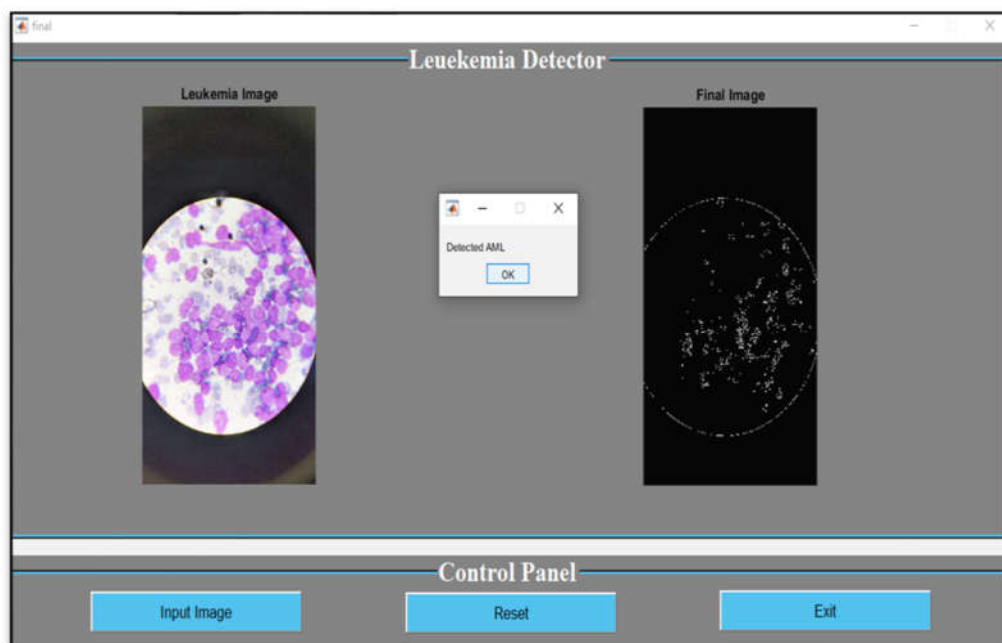 final
Leuekemia Detector
Leukemia Image
Final Image
Detected AML
OK
Control Panel
Input Image
Reset
Exit